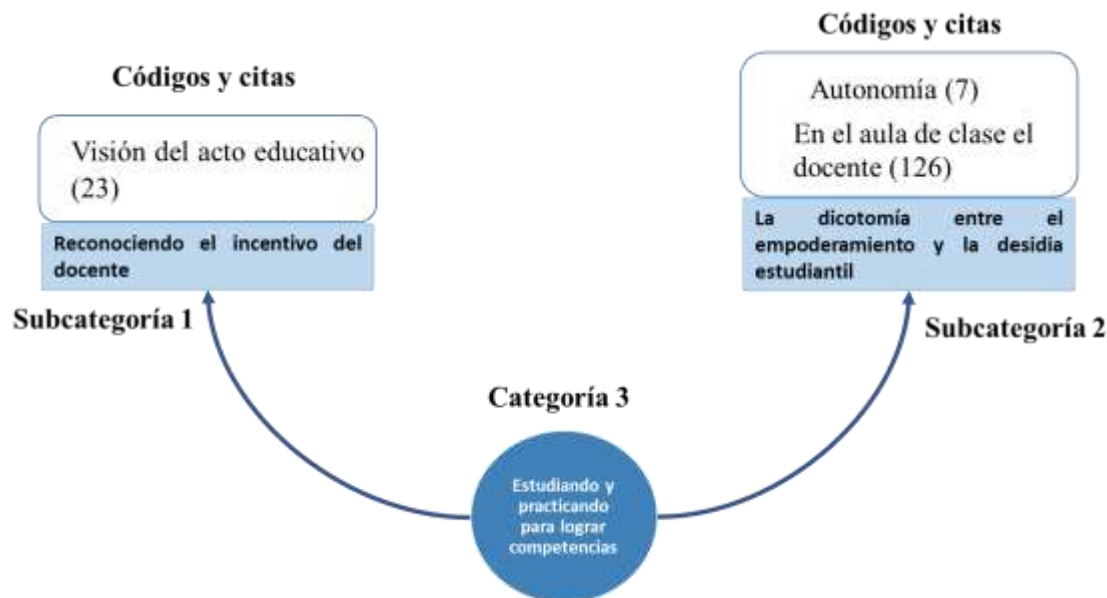 Códigos y citas
Visión del acto educativo
(23)
Reconociendo el incentivo del
docente
Subcategoría 1
Códigos y citas
Autonomía (7)
En el aula de clase el
docente (126)
La dicotomía entre el
empoderamiento y la desidia
estudiantil
Subcategoría 2
Categoría 3
Estudiando y
practicando
para lograr
competencias